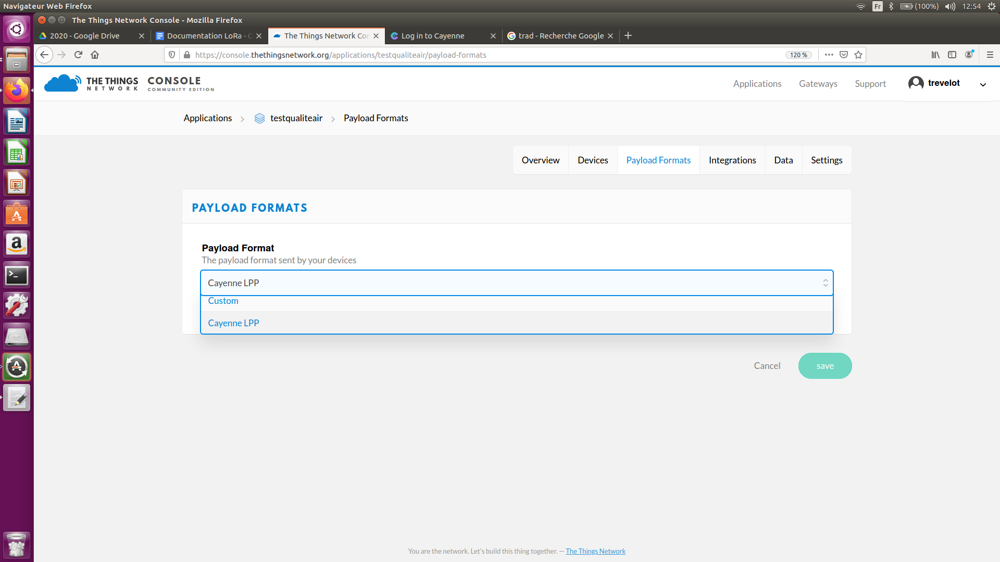 Navigateur Web Firefox
Fr
(100%)
12:54
The Things Network Console - Mozilla Firefox
2020 - Google Drive
Documentation LoRa - G
The Things Network Con
Log in to Cayenne
trad - Recherche Google
https://console.thethingsnetwork.org/applications/testqualiteair/payload-formats
120 %
THE THINGS NETWORK
CONSOLE
COMMUNITY EDITION
Applications
Gateways
Support
trevelot
Applications
testqualiteair
Payload Formats
Overview
Devices
Payload Formats
Integrations
Data
Settings
PAYLOAD FORMATS
Payload Format
The payload format sent by your devices
Cayenne LPP
Custom
Cayenne LPP
Cancel
save
You are the network. Let's build this thing together. — The Things Network